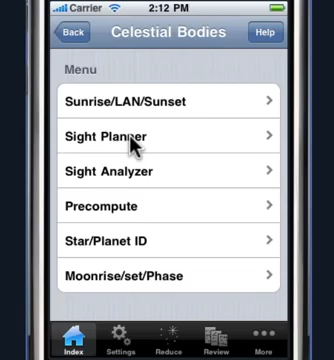 Carrier 2:12 PM
Back Celestial Bodies Help
Menu
Sunrise/LAN/Sunset
Sight Planner
Sight Analyzer
Precompute
Star/Planet ID
Moonrise/set/Phase
Index Settings Reduce Review More